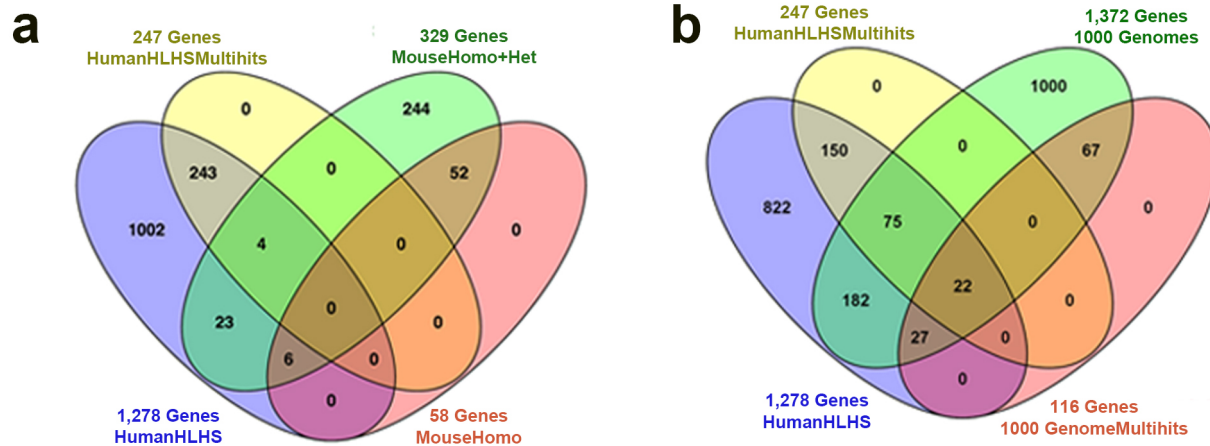 a
247 Genes
HumanHLHSMultihits
329 Genes
MouseHomo+Het
0
244
243
0
52
1002
4
0
0
23
0
0
6
0
0
1,278 Genes
HumanHLHS
58 Genes
MouseHomo
b
247 Genes
HumanHLHSMultihits
1,372 Genes
1000 Genomes
0
1000
150
0
67
822
75
0
0
182
22
0
27
0
0
1,278 Genes
HumanHLHS
116 Genes
1000 GenomeMultihits